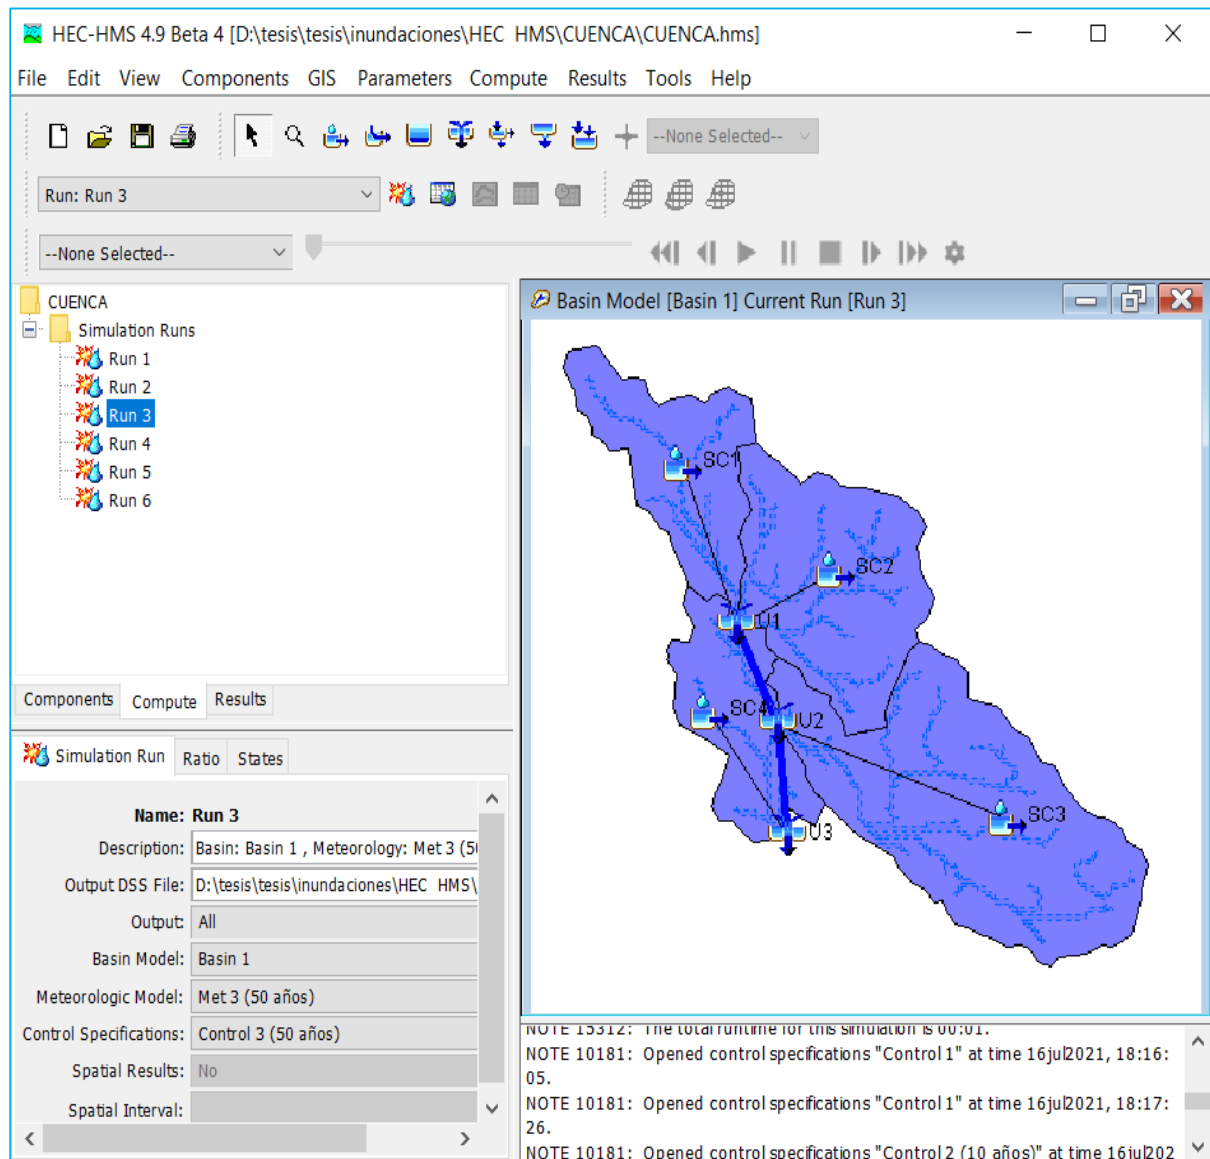 HEC-HMS 4.9 Beta 4 [D:\tesis\tesis\inundaciones\HEC HMS\CUENCA\CUENCA.hms]
File Edit View Components GIS Parameters Compute Results Tools Help
--None Selected--
Run: Run 3
--None Selected--
CUENCA
Simulation Runs
Run 1
Run 2
Run 3
Run 4
Run 5
Run 6
Components Compute Results
Simulation Run Ratio States
Name: Run 3
Description: Basin: Basin 1 , Meteorology: Met 3 (5
Output DSS File: D:\tesis\tesis\inundaciones\HEC HMS\
Output: All
Basin Model: Basin 1
Meteorologic Model: Met 3 (50 años)
Control Specifications: Control 3 (50 años)
Spatial Results: No
Spatial Interval:
Basin Model [Basin 1] Current Run [Run 3]
SC1
SC2
U1
SC4
U2
SC3
U3
NOTE 15312: The total runtime for this simulation is 00:01.
NOTE 10181: Opened control specifications "Control 1" at time 16jul2021, 18:16:
05.
NOTE 10181: Opened control specifications "Control 1" at time 16jul2021, 18:17:
26.
NOTE 10181: Opened control specifications "Control 2 (10 años)" at time 16jul202